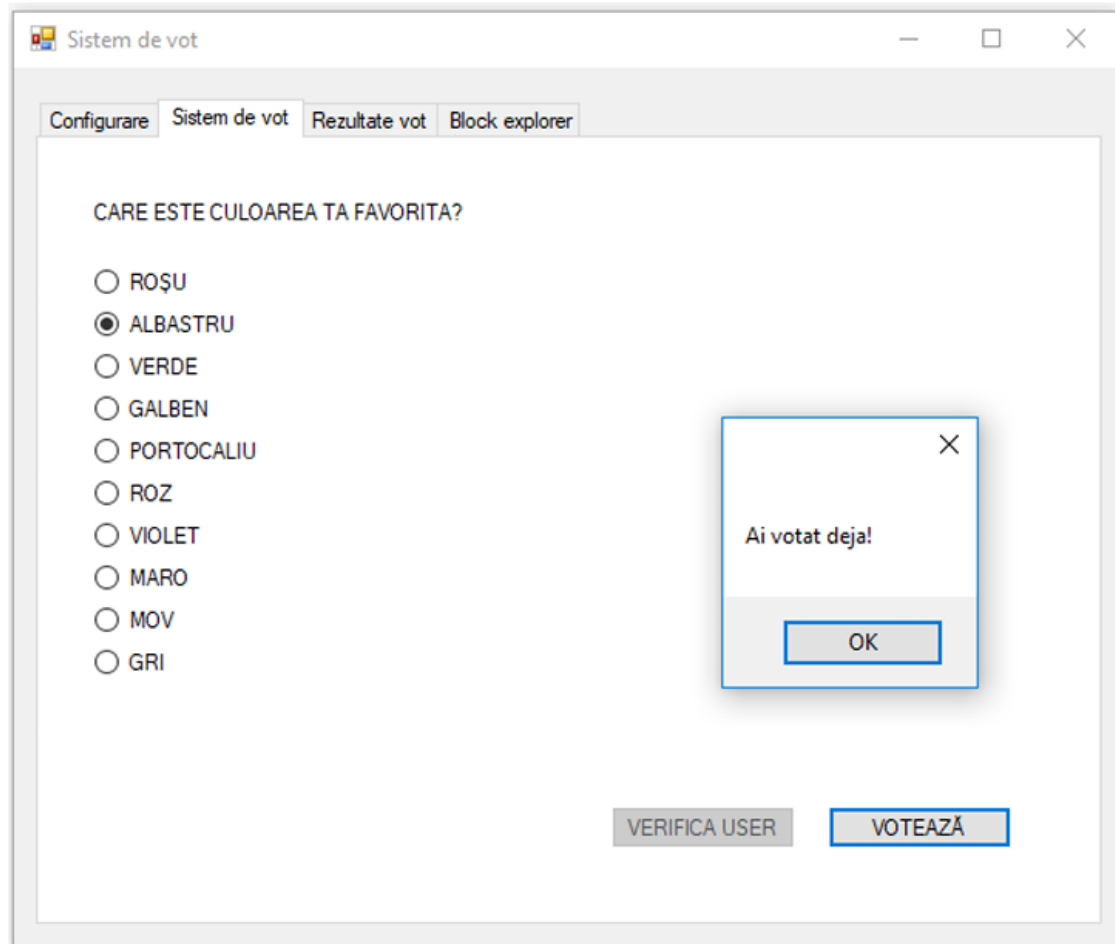 Sistem de vot
Configurare Sistem de vot Rezultate vot Block explorer
CARE ESTE CULOAREA TA FAVORITA?
ROŞU
ALBASTRU
VERDE
GALBEN
PORTOCALIU
ROZ
VIOLET
MARO
MOV
GRI
Ai votat deja!
OK
VERIFICA USER VOTEAZĂ